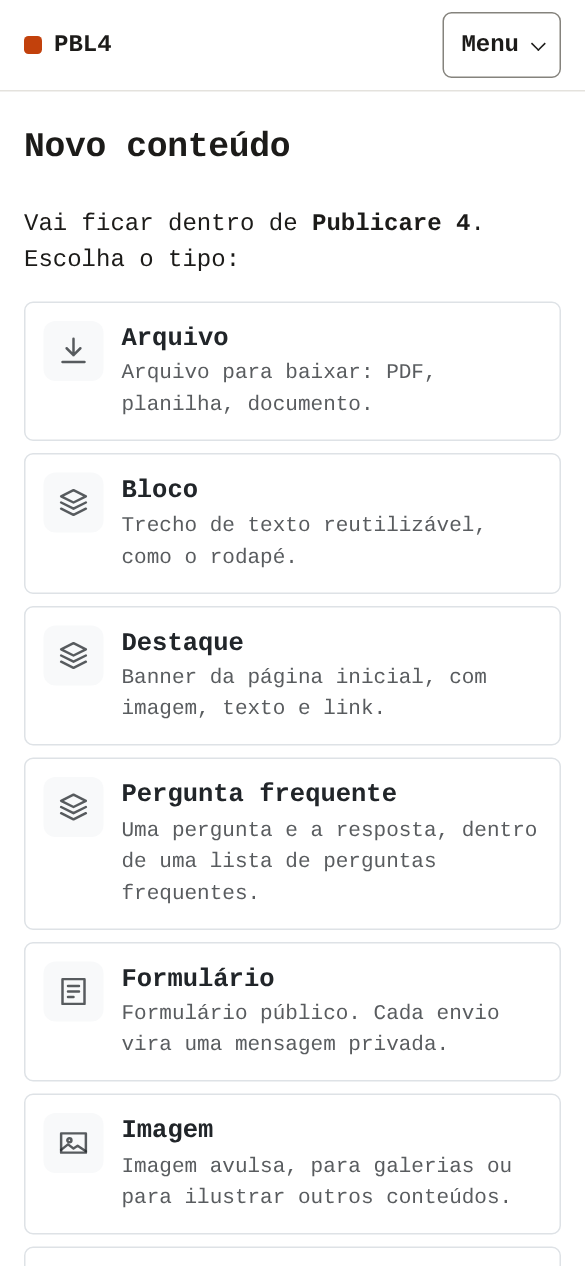 PBL4
Menu
Novo conteúdo
Vai ficar dentro de Publicare 4.
Escolha o tipo:
Arquivo
Arquivo para baixar: PDF,
planilha, documento.
Bloco
Trecho de texto reutilizável,
como o rodapé.
Destaque
Banner da página inicial, com
imagem, texto e link.
Pergunta frequente
Uma pergunta e a resposta, dentro
de uma lista de perguntas
frequentes.
Formulário
Formulário público. Cada envio
vira uma mensagem privada.
Imagem
Imagem avulsa, para galerias ou
para ilustrar outros conteúdos.